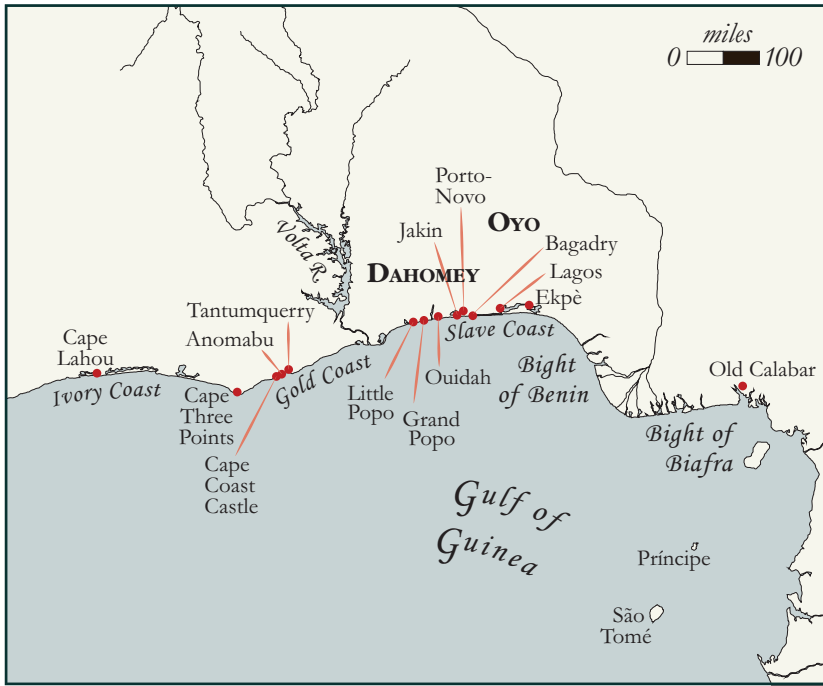 miles
0 100
Porto-
Novo
Jakin
OYO
Bagadry
Lagos
Ekpè
DAHOMEY
Volta R.
Tantumquerry
Anomabu
Cape
Lahou
Ivory Coast
Cape
Three
Points
Cape
Coast
Castle
Gold Coast
Little
Popo
Grand
Popo
Ouidah
Slave Coast
Bight
of Benin
Old Calabar
Bight of
Biafra
Gulf of
Guinea
Príncipe
São
Tomé